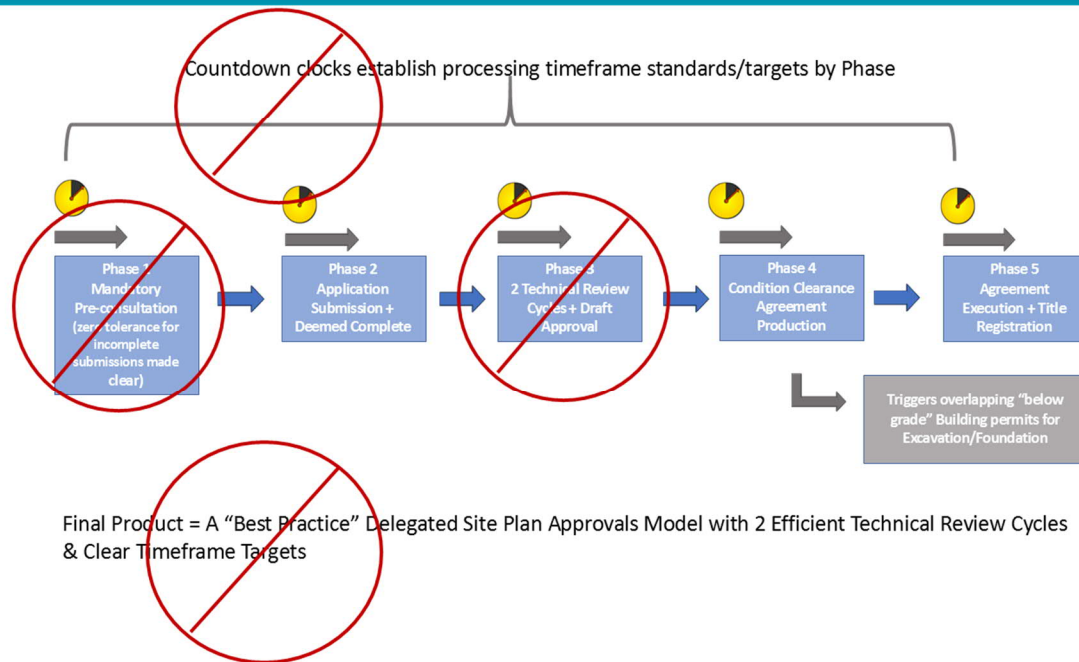 Countdown clocks establish processing timeframe standards/targets by Phase
Phase 1
Mandatory
Pre-consultation
(zero tolerance for
incomplete
submissions made
clear)
Phase 2
Application
Submission +
Deemed Complete
Phase 3
2 Technical Review
Cycles + Draft
Approval
Phase 4
Condition Clearance
Agreement
Production
Phase 5
Agreement
Execution + Title
Registration
Triggers overlapping “below
grade” Building permits for
Excavation/Foundation
Final Product = A “Best Practice” Delegated Site Plan Approvals Model with 2 Efficient Technical Review Cycles
& Clear Timeframe Targets